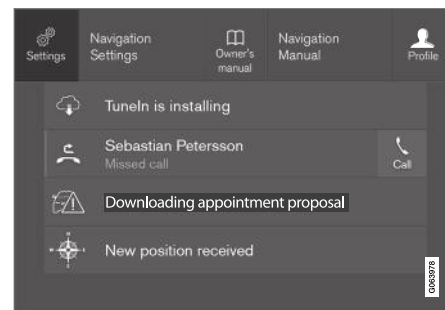 Settings
Navigation
Settings
Owner's
manual
Navigation
Manual
Profile
TuneIn is installing
Sebastian Petersson
Missed call
Call
Downloading appointment proposal
New position received
G063978